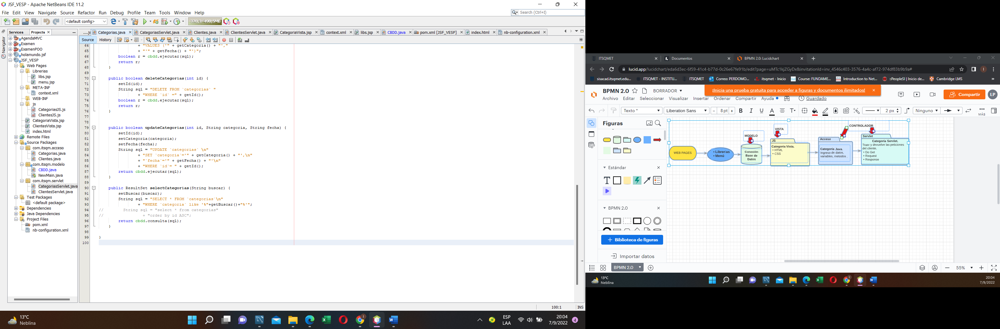 JSF_VESP - Apache NetBeans IDE 11.2
File Edit View Navigate Source Refactor Run Debug Profile Team Tools Window Help
Search (Ctrl+I)
<default config>
370,3/490,5MB
Services Projects
....js Categorias.java CategoriasServlet.java Clientes.java ClientesServlet.java CategoriaVista.jsp context.xml libs.jsp CBDD.java pom.xml [JSF_VESP] index.html nb-configuration.xml
Source History
Navigator
AgendaMVC
Examen
ExamenPOO
holamundo.jsf
JSF_VESP
Web Pages
Librerias
libs.jsp
menu.jsp
META-INF
context.xml
WEB-INF
js
CategoriasJS.js
ClientesJS.js
CategoriaVista.jsp
ClientesVista.jsp
index.html
Remote Files
Source Packages
com.itsqm.acceso
Categorias.java
Clientes.java
com.itsqm.modelo
CBDD.java
NewMain.java
com.itsqm.servlet
CategoriasServlet.java
ClientesServlet.java
Test Packages
<default package>
Dependencies
Java Dependencies
Project Files
pom.xml
nb-configuration.xml
64 + "VALUES ('" + getCategoria() + "',"
65 + "'" + getFecha() + "')";
66 boolean r = cbdd.ejecutar(sql);
67 return r;
68 }
69
70 public boolean deleteCategorias(int id) {
71 setId(id);
72 String sql = "DELETE FROM `categorias` "
73 + "WHERE `id` =" + getId();
74 boolean r = cbdd.ejecutar(sql);
75 return r;
76 }
77
78
79 public boolean updateCategorias(int id, String categoria, String fecha) {
80 setId(id);
81 setCategoria(categoria);
82 setFecha(fecha);
83 String sql = "UPDATE `categorias` \n"
84 + "SET `categoria`='" + getCategoria() + "',\n"
85 + "`fecha`='" + getFecha() + "'\n"
86 + "WHERE `id`= " + getId();
87 return cbdd.ejecutar(sql);
88 }
89
90 public ResultSet selectCategorias(String buscar) {
91 setBuscar(buscar);
92 String sql = "SELECT * FROM `categorias`\n"
93 + "WHERE `categoria` like '%"+getBuscar()+"%'";
94 // String sql = "select * from categorias"
95 // + "order by id ASC";
96 return cbdd.consulta(sql);
97 }
98
99 }
100
100:1 INS
13°C
Neblina
ESP
LAA
20:04
7/9/2022
4
ITSQMET Documentos BPMN 2.0: Lucidchart
lucid.app/lucidchart/eda6d3ec-6f59-41c4-b77d-0c26e67fe91b/edit?page=uMTc1kjZGyDx&invitationId=inv_4546c403-3576-4a4c-af72-974df83b9b9a#
sisacad.itsqmet.edu... ITSQMET - INSTITU... ITSQMET Correo: PERDOMO... itsqmet - Inicio Course: FUNDAME... Introduction to Net... ::PeopleSI | Inicio de... Cambridge LMS »
BPMN 2.0 BORRADOR
¡Inicia una prueba gratuita para acceder a figuras y documentos ilimitados!
Compartir LP
Archivo Editar Seleccionar Visualizar Insertar Ordenar Compartir Ayuda Guardado
Texto * Liberation Sans - 8 pt + B I U A T 2 px Ninguno MÁS
Figuras
Estándar
T
BPMN 2.0
+ Biblioteca de figuras
Importar datos
WEB PAGES
• Librerias
• Menú
MODELO
Conexión
Base de
Datos
VISTA
JS
Categoria Vista.
• HTML
• CSS
CONTROLADOR
Acceso
Categoría Java.
Ingreso de datos,
variables, metodos .
Servlet
Categoría Servlet.
Traer y devuelve las peticiones
del cliente.
• Do Get
• Request
• Response
BPMN 2.0
55%
13°C
Neblina
20:04
7/9/2022